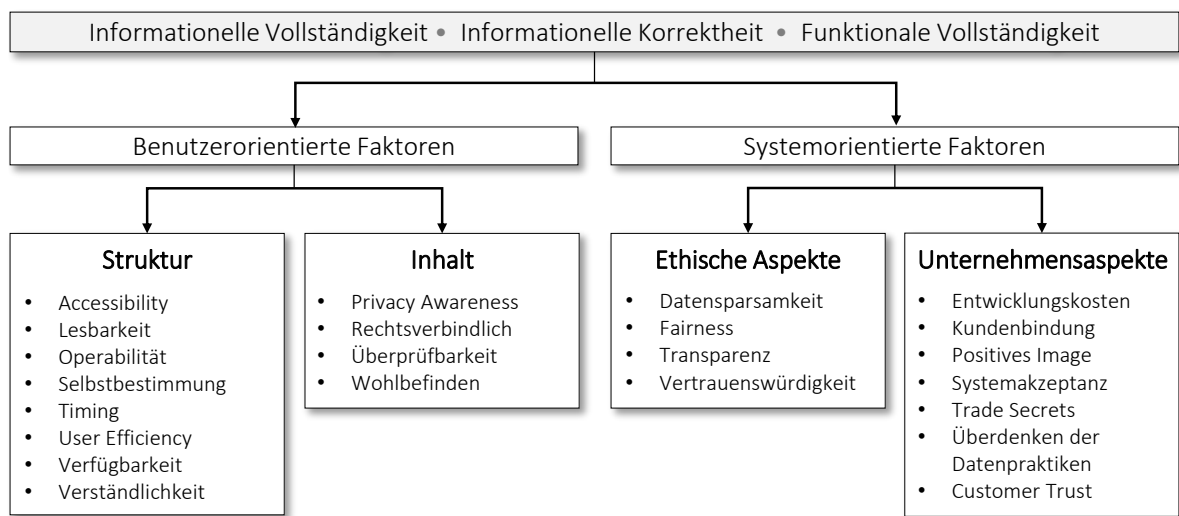 Informationelle Vollständigkeit • Informationelle Korrektheit • Funktionale Vollständigkeit
Benutzerorientierte Faktoren
Systemorientierte Faktoren
Struktur
• Accessibility
• Lesbarkeit
• Operabilität
• Selbstbestimmung
• Timing
• User Efficiency
• Verfügbarkeit
• Verständlichkeit
Inhalt
• Privacy Awareness
• Rechtsverbindlich
• Überprüfbarkeit
• Wohlbefinden
Ethische Aspekte
• Datensparsamkeit
• Fairness
• Transparenz
• Vertrauenswürdigkeit
Unternehmensaspekte
• Entwicklungskosten
• Kundenbindung
• Positives Image
• Systemakzeptanz
• Trade Secrets
• Überdenken der
Datenpraktiken
• Customer Trust